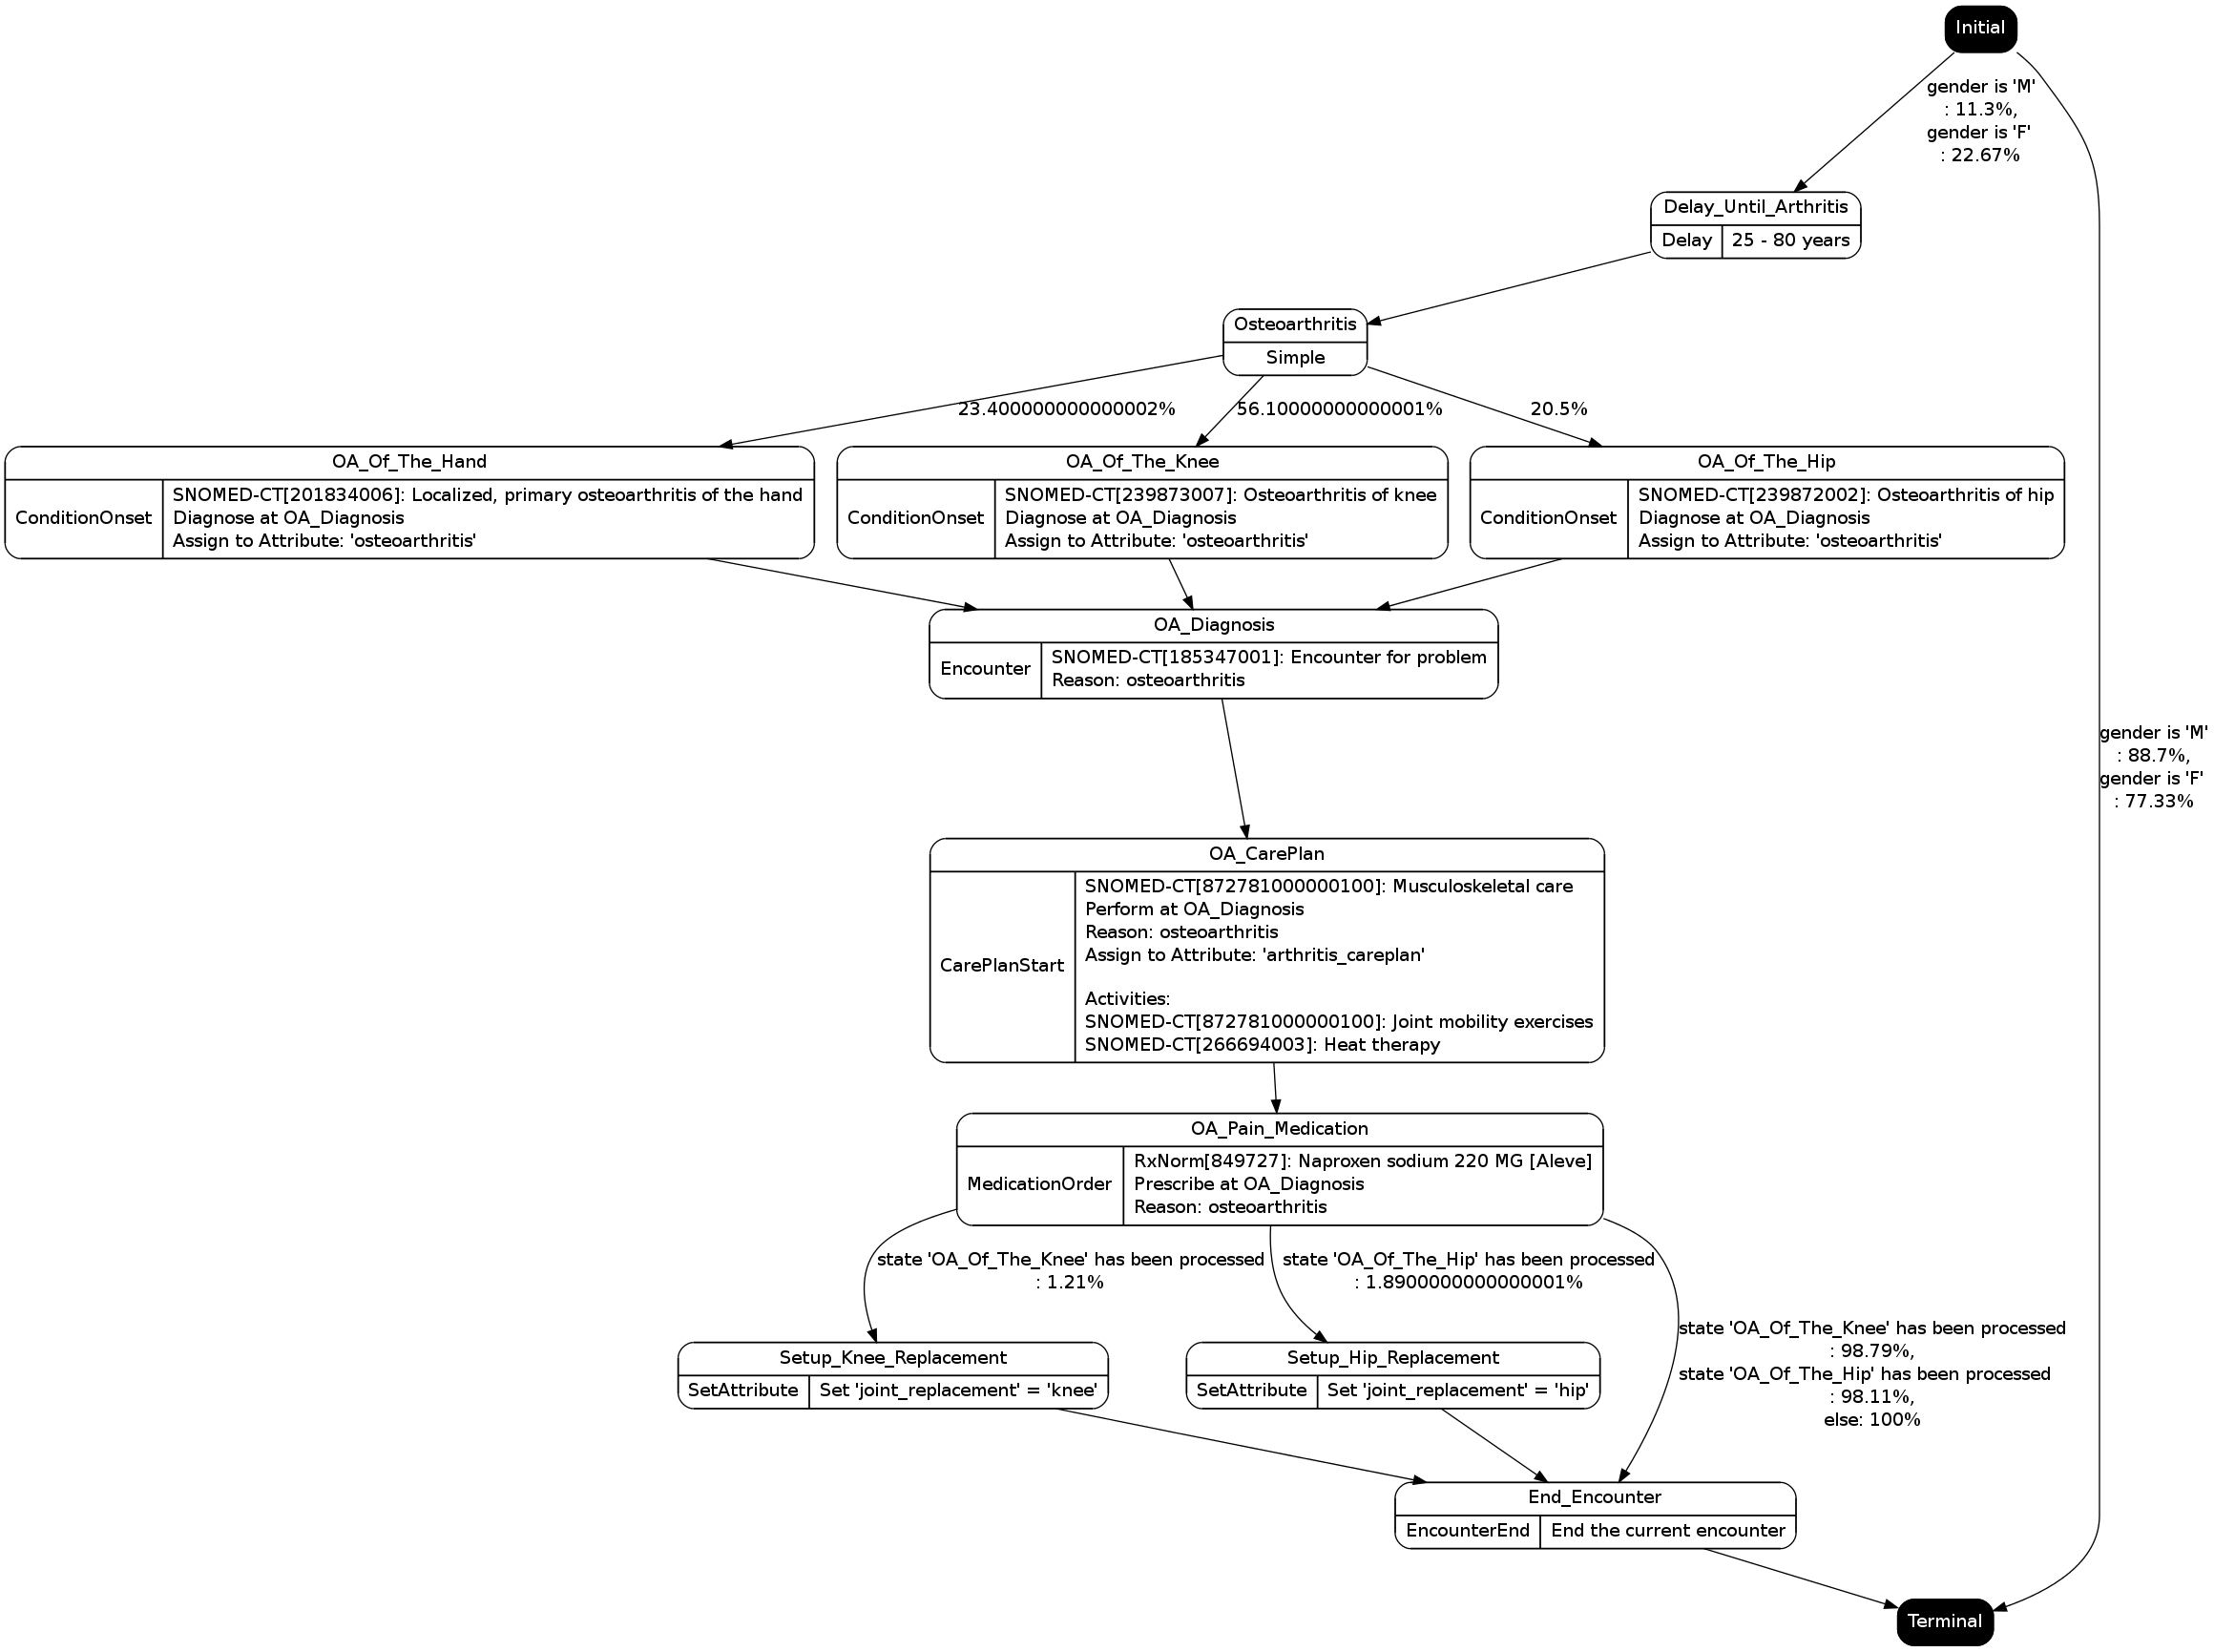 Initial
gender is 'M'
: 11.3%,
gender is 'F'
: 22.67%
Delay_Until_Arthritis
Delay
25 - 80 years
Osteoarthritis
Simple
23.400000000000002%
56.10000000000001%
20.5%
OA_Of_The_Hand
ConditionOnset
SNOMED-CT[201834006]: Localized, primary osteoarthritis of the hand
Diagnose at OA_Diagnosis
Assign to Attribute: 'osteoarthritis'
OA_Of_The_Knee
ConditionOnset
SNOMED-CT[239873007]: Osteoarthritis of knee
Diagnose at OA_Diagnosis
Assign to Attribute: 'osteoarthritis'
OA_Of_The_Hip
ConditionOnset
SNOMED-CT[239872002]: Osteoarthritis of hip
Diagnose at OA_Diagnosis
Assign to Attribute: 'osteoarthritis'
OA_Diagnosis
Encounter
SNOMED-CT[185347001]: Encounter for problem
Reason: osteoarthritis
gender is 'M'
: 88.7%,
gender is 'F'
: 77.33%
OA_CarePlan
CarePlanStart
SNOMED-CT[872781000000100]: Musculoskeletal care
Perform at OA_Diagnosis
Reason: osteoarthritis
Assign to Attribute: 'arthritis_careplan'
Activities:
SNOMED-CT[872781000000100]: Joint mobility exercises
SNOMED-CT[266694003]: Heat therapy
OA_Pain_Medication
MedicationOrder
RxNorm[849727]: Naproxen sodium 220 MG [Aleve]
Prescribe at OA_Diagnosis
Reason: osteoarthritis
state 'OA_Of_The_Knee' has been processed
: 1.21%
state 'OA_Of_The_Hip' has been processed
: 1.8900000000000001%
state 'OA_Of_The_Knee' has been processed
: 98.79%,
state 'OA_Of_The_Hip' has been processed
: 98.11%,
else: 100%
Setup_Knee_Replacement
SetAttribute
Set 'joint_replacement' = 'knee'
Setup_Hip_Replacement
SetAttribute
Set 'joint_replacement' = 'hip'
End_Encounter
EncounterEnd
End the current encounter
Terminal